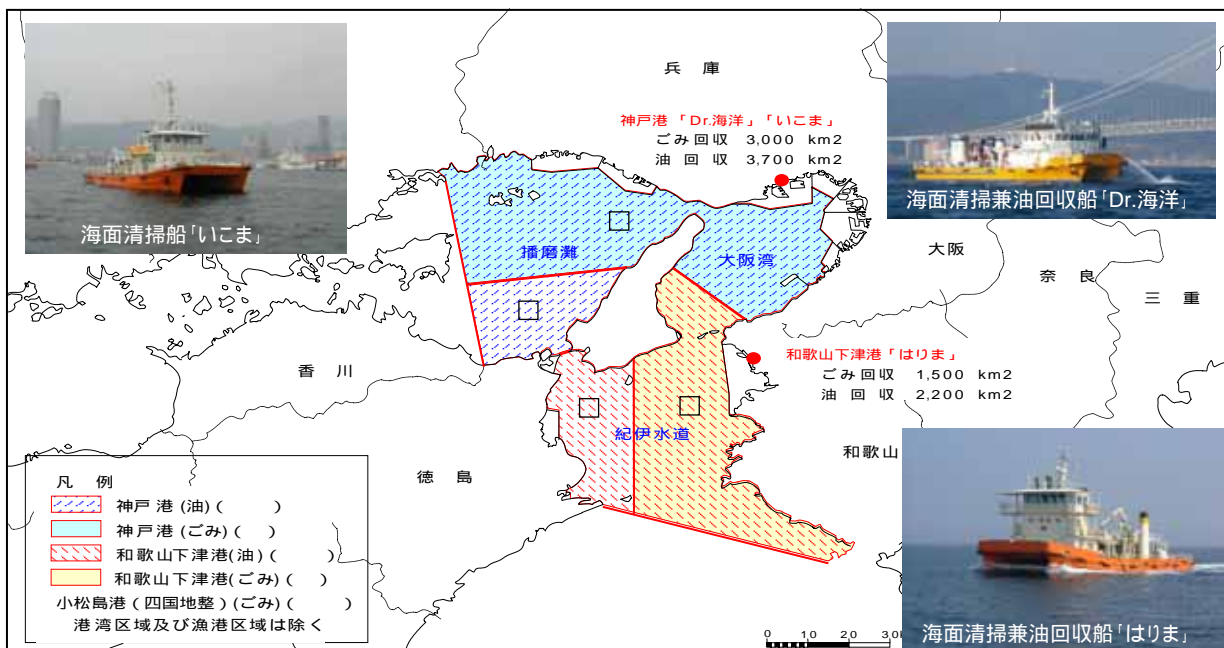 兵庫
神戸港「Dr.海洋」「いこま」
ごみ回収 3,000 km2
油回収 3,700 km2
海面清掃船「いこま」
海面清掃兼油回収船「Dr.海洋」
播磨灘
大阪湾
大阪
奈良
三重
和歌山下津港「はりま」
ごみ回収 1,500 km2
油回収 2,200 km2
香川
紀伊水道
徳島
和歌山
凡例
神戸港(油)( )
神戸港(ごみ)( )
和歌山下津港(油)( )
和歌山下津港(ごみ)( )
小松島港(四国地整)(ごみ)( )
港湾区域及び漁港区域は除く
0 10 20 30k
海面清掃兼油回収船「はりま」